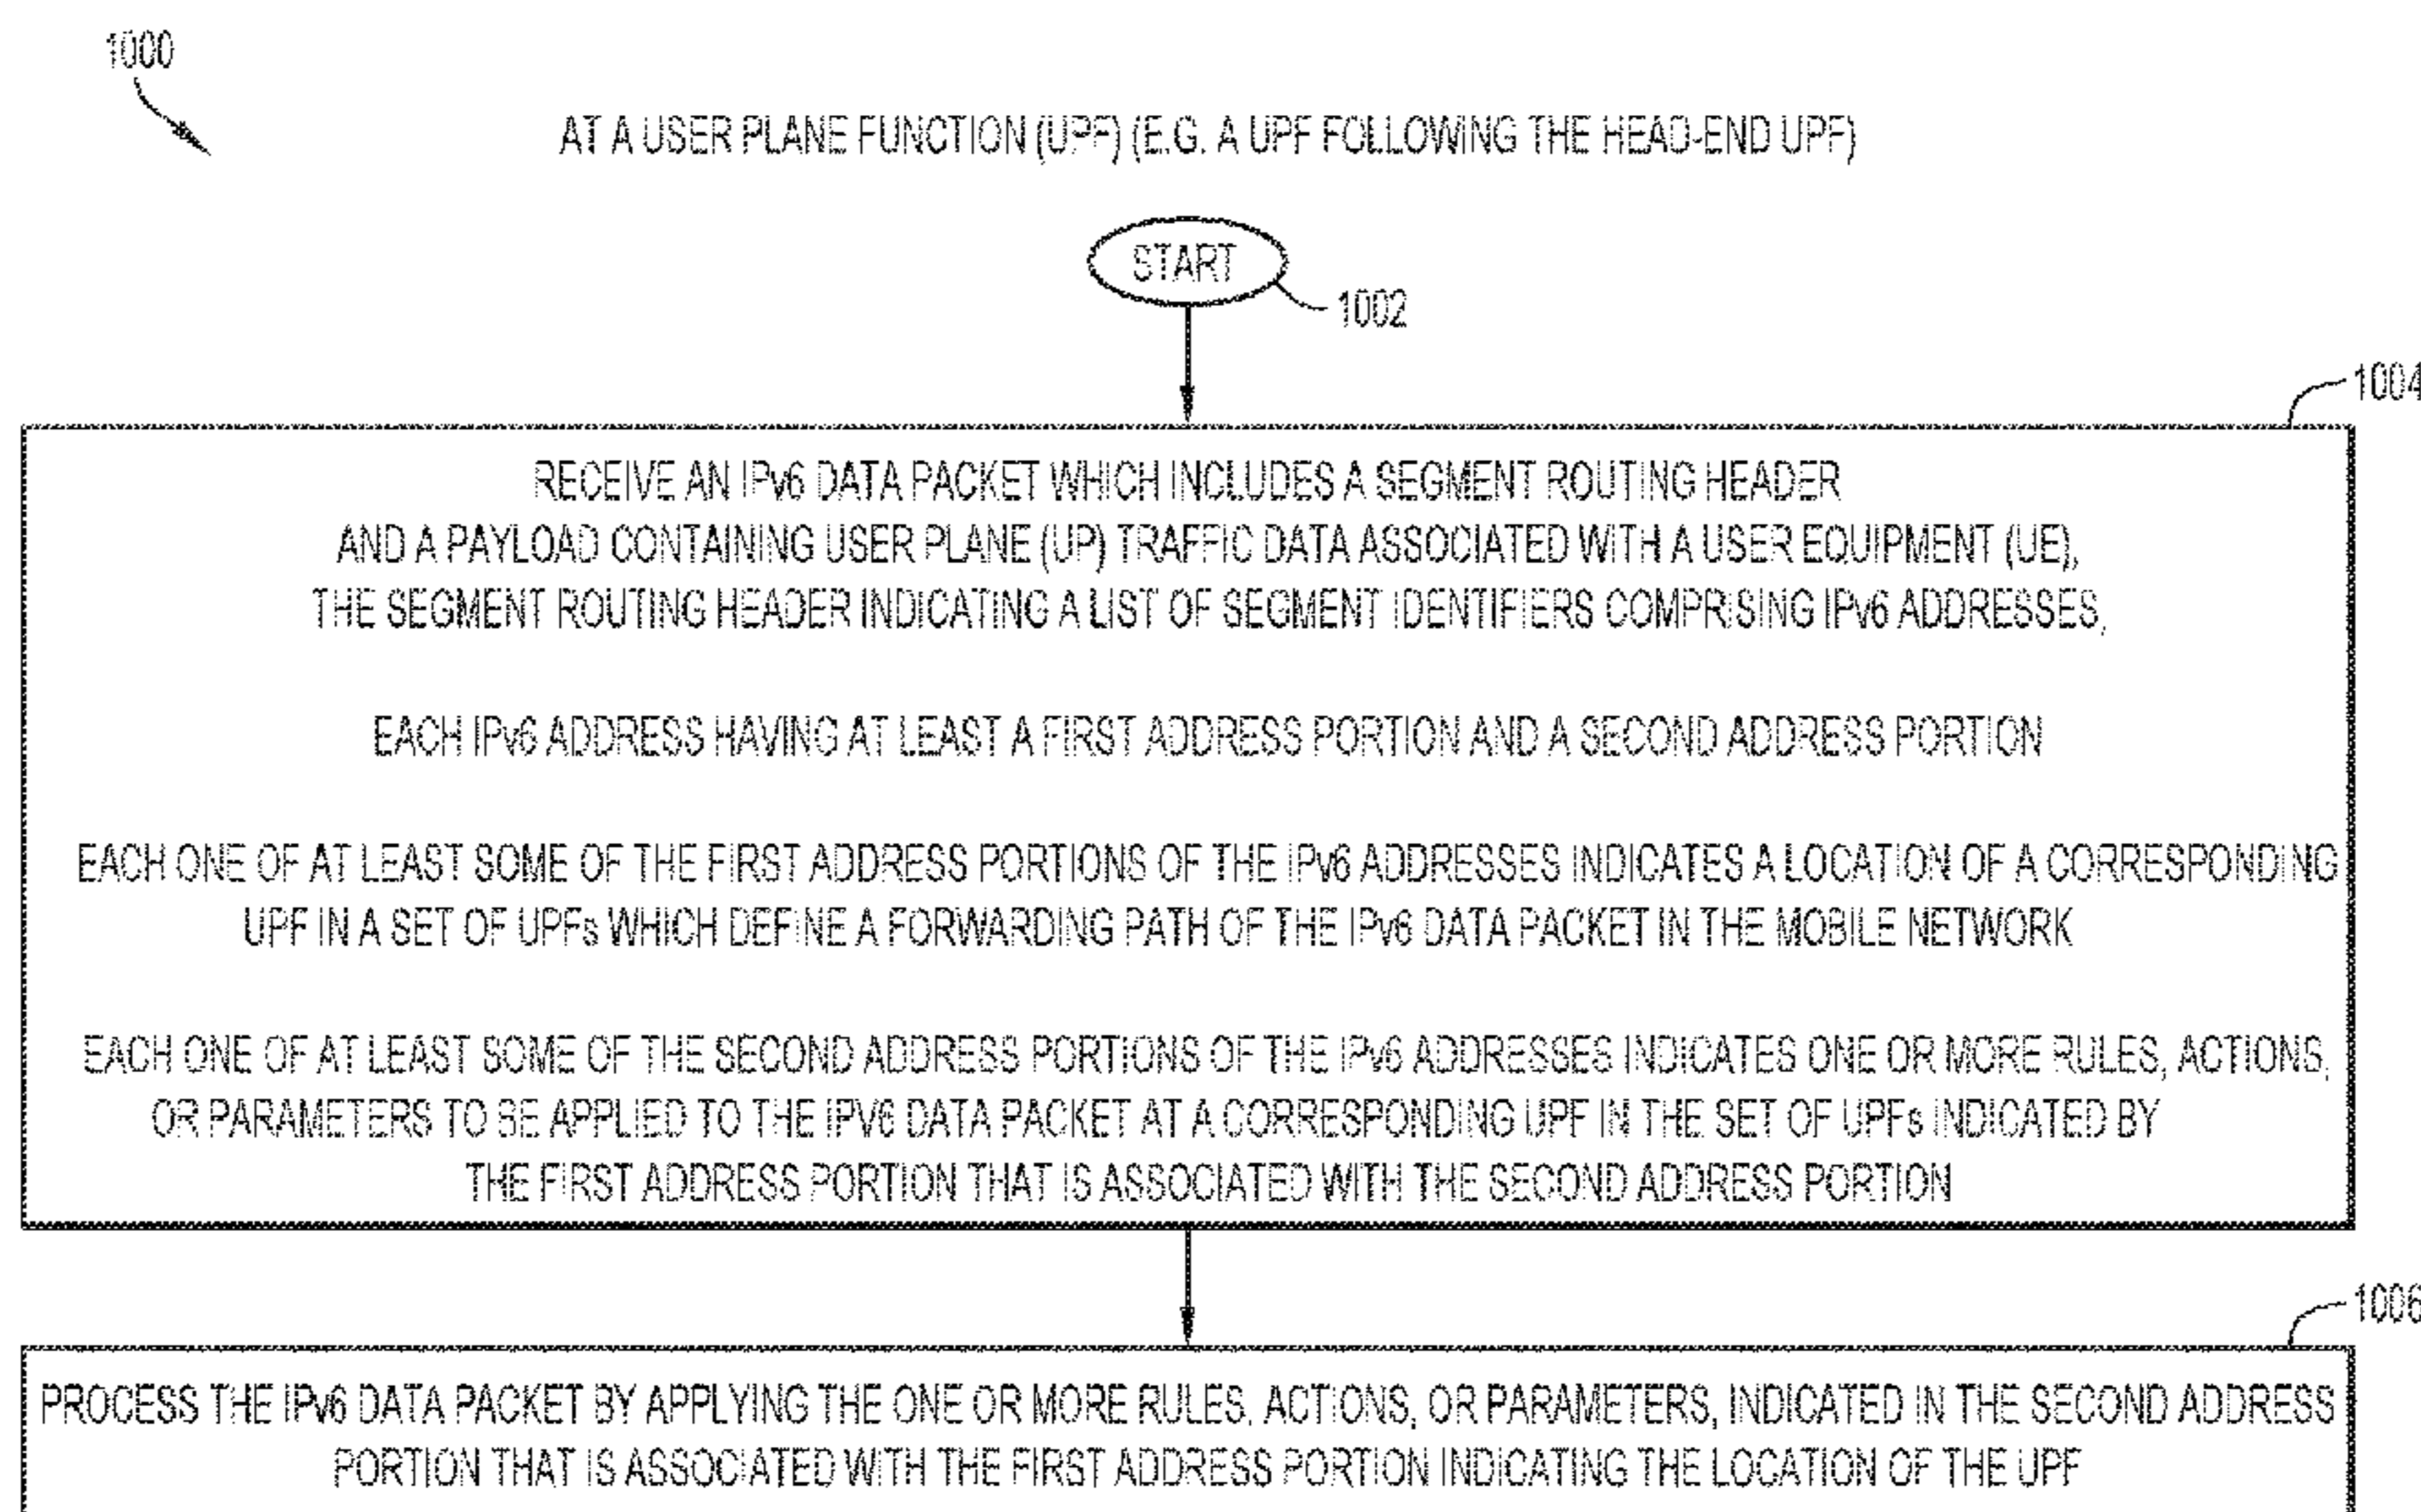 1000
AT A USER PLANE FUNCTION (UPF) (E.G. A UPF FOLLOWING THE HEAD-END UPF)
START
1002
1004
RECEIVE AN IPv6 DATA PACKET WHICH INCLUDES A SEGMENT ROUTING HEADER
AND A PAYLOAD CONTAINING USER PLANE (UP) TRAFFIC DATA ASSOCIATED WITH A USER EQUIPMENT (UE),
THE SEGMENT ROUTING HEADER INDICATING A LIST OF SEGMENT IDENTIFIERS COMPRISING IPv6 ADDRESSES,
EACH IPv6 ADDRESS HAVING AT LEAST A FIRST ADDRESS PORTION AND A SECOND ADDRESS PORTION
EACH ONE OF AT LEAST SOME OF THE FIRST ADDRESS PORTIONS OF THE IPv6 ADDRESSES INDICATES A LOCATION OF A CORRESPONDING
UPF IN A SET OF UPFs WHICH DEFINE A FORWARDING PATH OF THE IPv6 DATA PACKET IN THE MOBILE NETWORK
EACH ONE OF AT LEAST SOME OF THE SECOND ADDRESS PORTIONS OF THE IPv6 ADDRESSES INDICATES ONE OR MORE RULES, ACTIONS,
OR PARAMETERS TO BE APPLIED TO THE IPV6 DATA PACKET AT A CORRESPONDING UPF IN THE SET OF UPFs INDICATED BY
THE FIRST ADDRESS PORTION THAT IS ASSOCIATED WITH THE SECOND ADDRESS PORTION
1006
PROCESS THE IPv6 DATA PACKET BY APPLYING THE ONE OR MORE RULES, ACTIONS, OR PARAMETERS, INDICATED IN THE SECOND ADDRESS
PORTION THAT IS ASSOCIATED WITH THE FIRST ADDRESS PORTION INDICATING THE LOCATION OF THE UPF